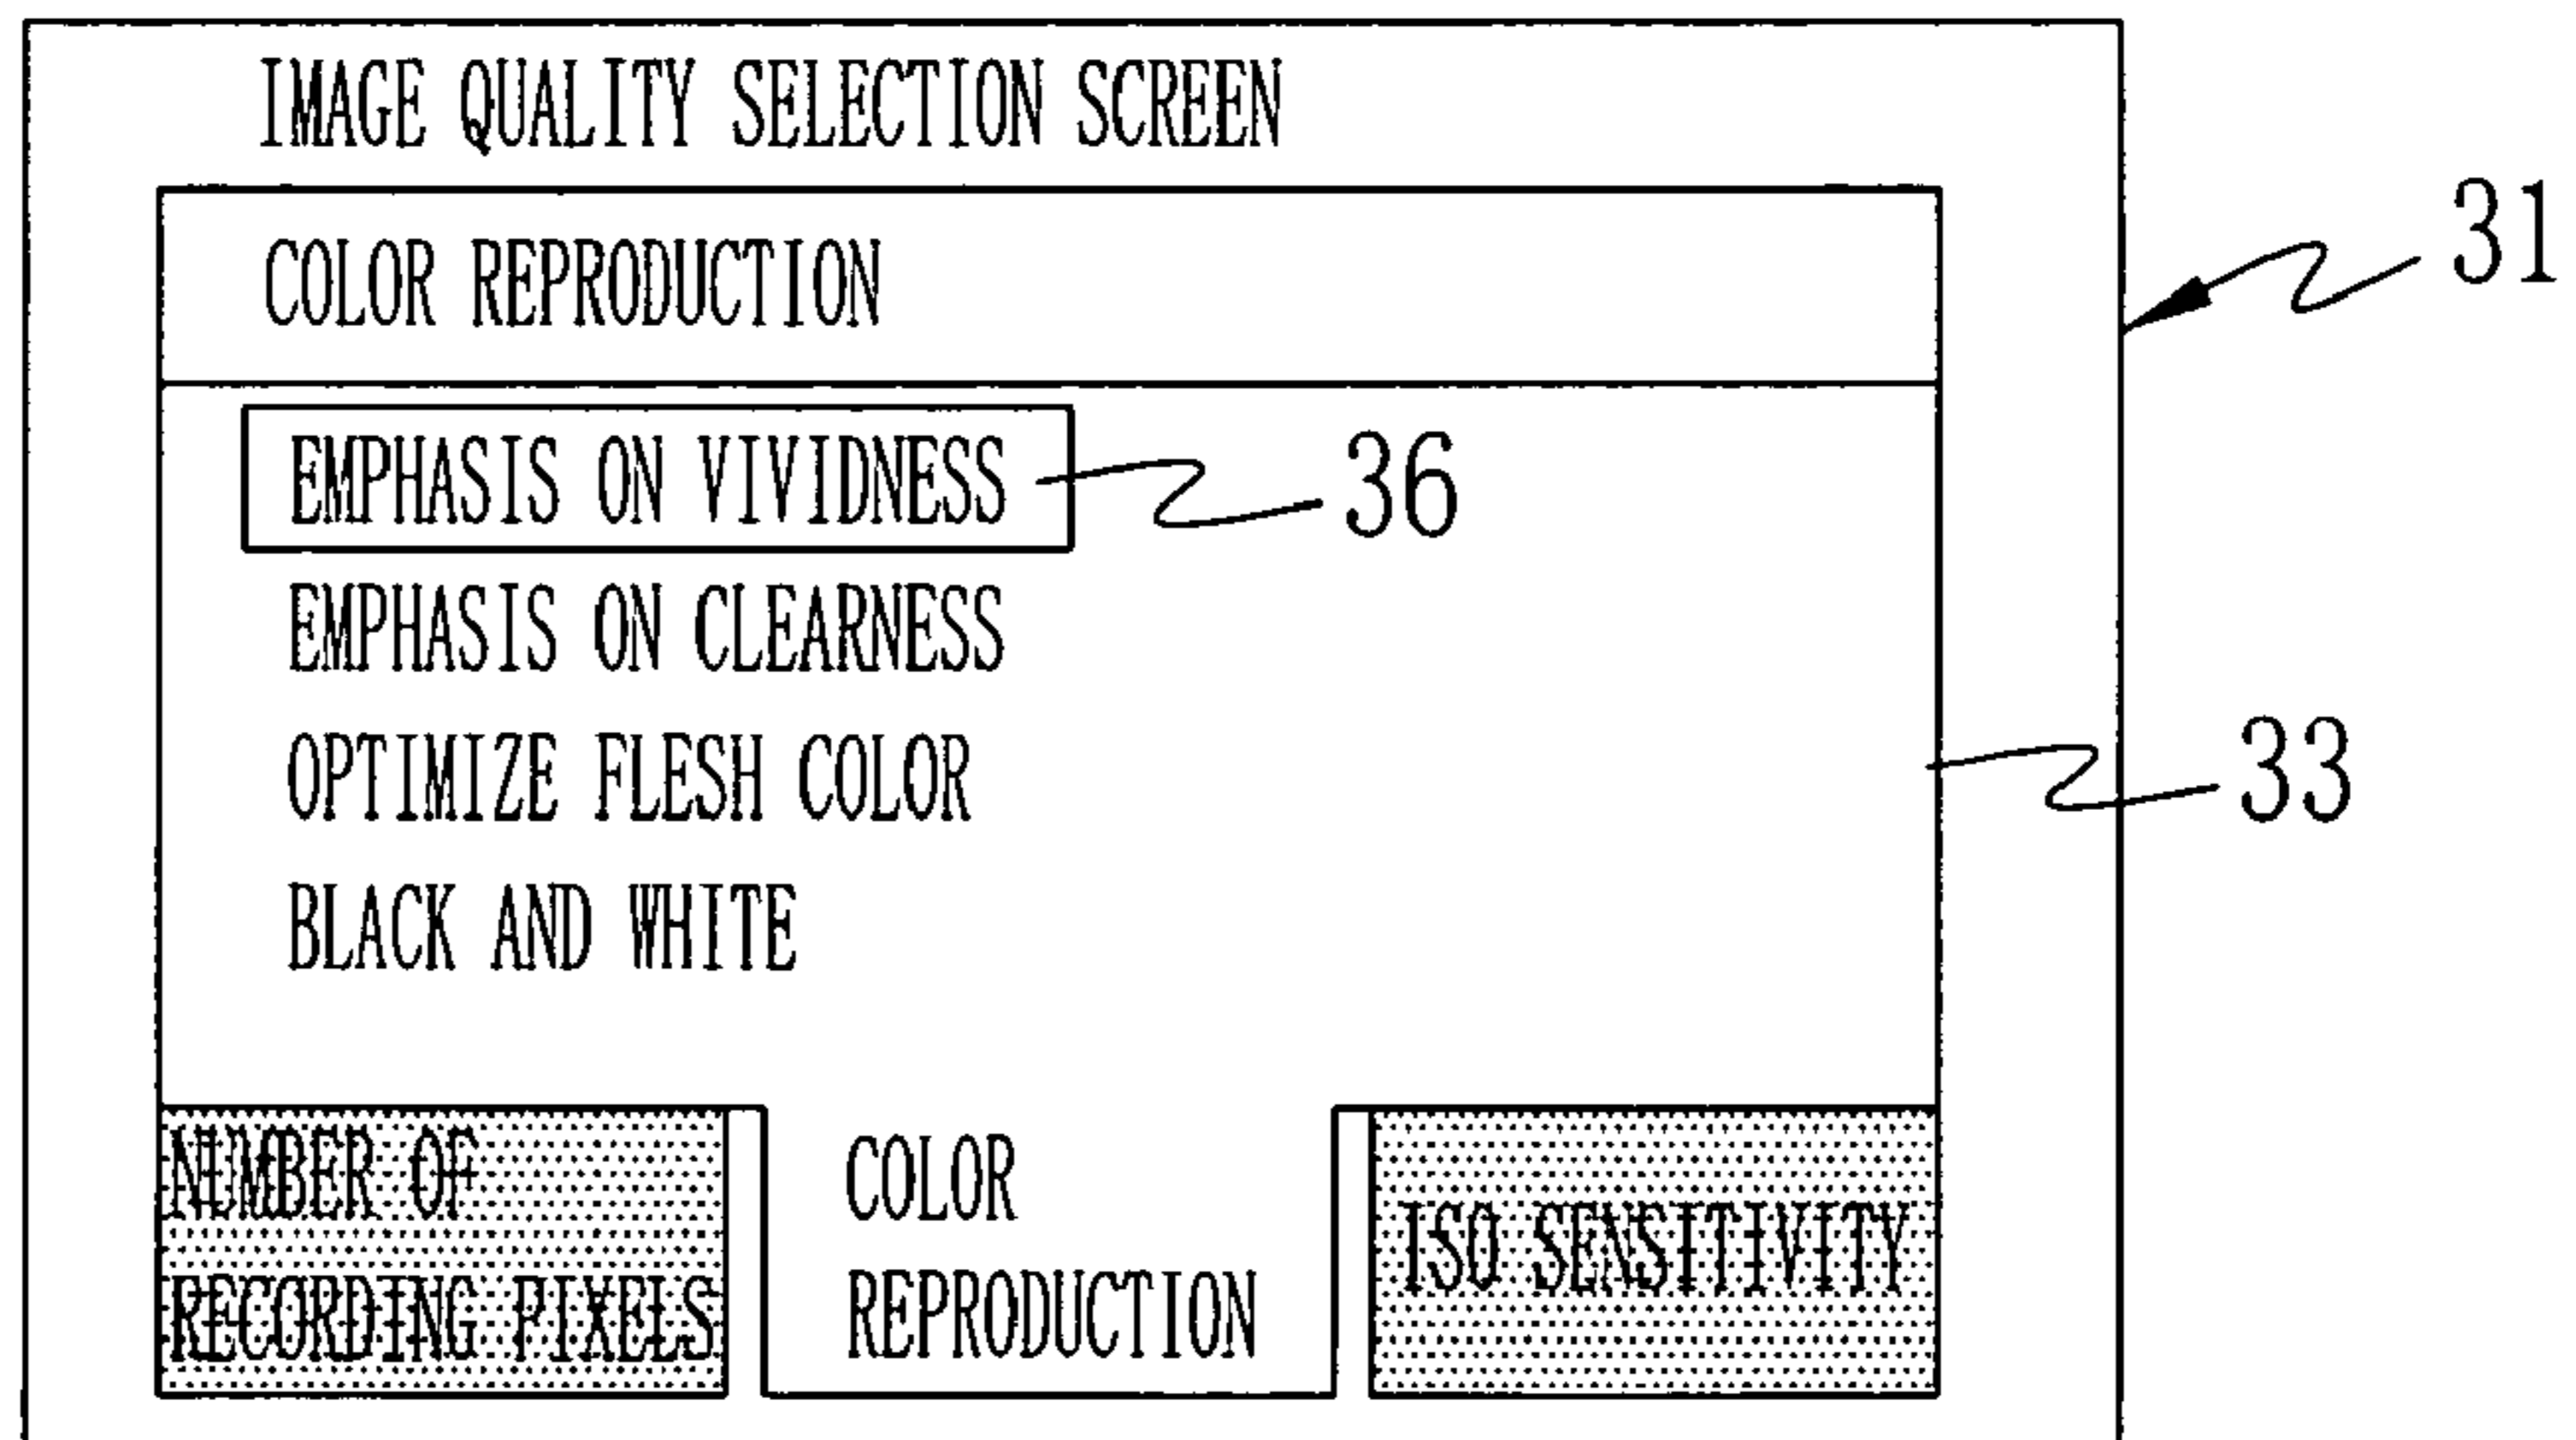 IMAGE QUALITY SELECTION SCREEN
COLOR REPRODUCTION
31
EMPHASIS ON VIVIDNESS
36
EMPHASIS ON CLEARNESS
OPTIMIZE FLESH COLOR
33
BLACK AND WHITE
NUMBER OF
RECORDING PIXELS
COLOR
REPRODUCTION
ISO SENSITIVITY